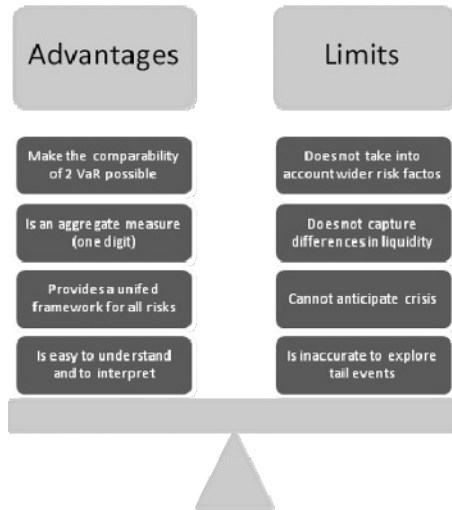 Advantages
Limits
Make the comparability
of 2 VaR possible
Does not take into
account wider risk factos
Is an aggregate measure
(one digit)
Does not capture
differences in liquidity
Provides a unifed
framework for all risks
Cannot anticipate crisis
Is easy to understand
and to interpret
Is inaccurate to explore
tail events